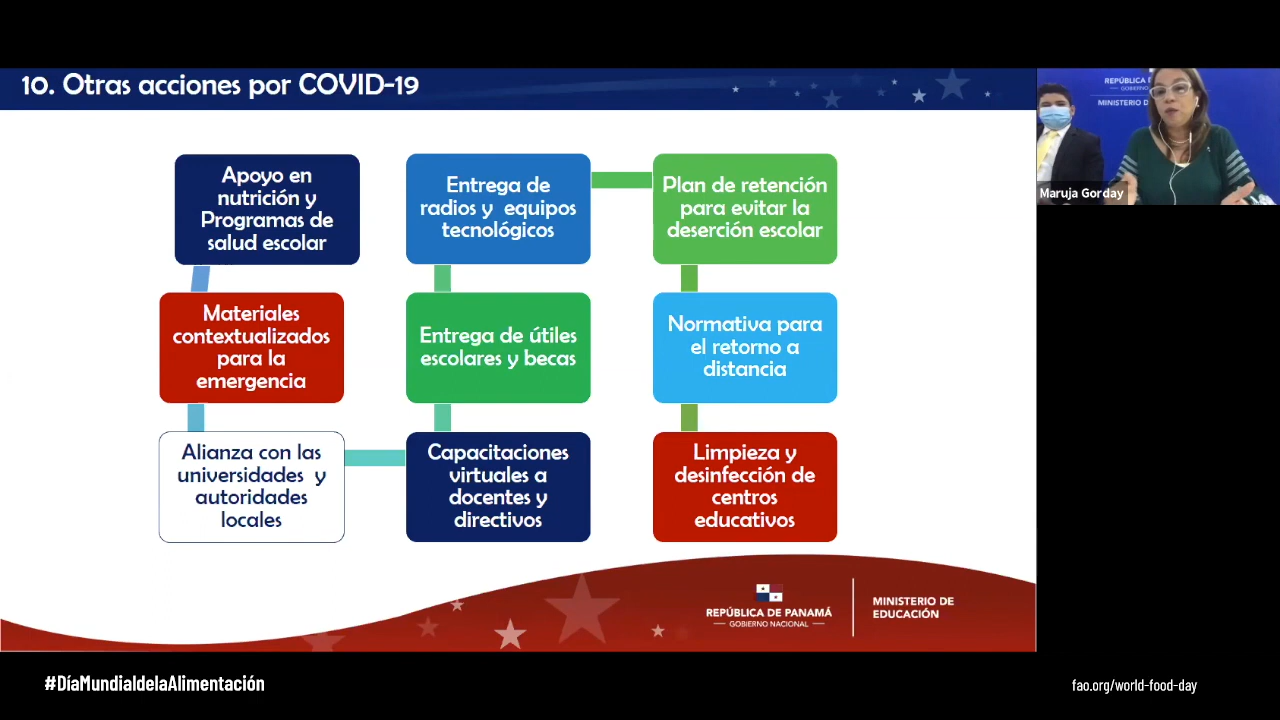 10. Otras acciones por COVID-19
Apoyo en
nutrición y
Programas de
salud escolar
Materiales
contextualizados
para la
emergencia
Alianza con las
universidades y
autoridades
locales
Capacitaciones
virtuales a
docentes y
directivos
Entrega de útiles
escolares y becas
Entrega de
radios y equipos
tecnológicos
Plan de retención
para evitar la
deserción escolar
Normativa para
el retorno a
distancia
Limpieza y
desinfección de
centros
educativos
REPÚBLICA DE PANAMÁ
GOBIERNO NACIONAL
MINISTERIO DE
EDUCACIÓN
REPÚBLICA
MINISTERIO
Maruja Gorday
#DíaMundialdelaAlimentación
fao.org/world-food-day